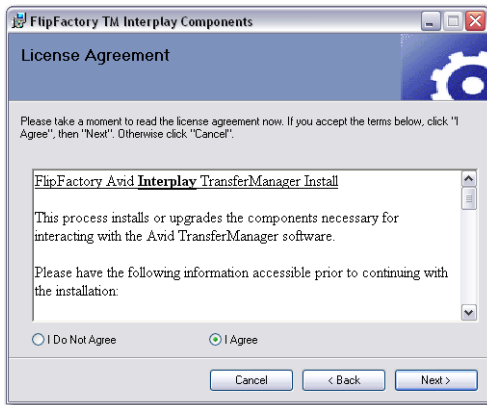 FlipFactory TM Interplay Components
License Agreement
Please take a moment to read the license agreement now. If you accept the terms below, click "I
Agree", then "Next". Otherwise click "Cancel".
FlipFactory Avid Interplay TransferManager Install
This process installs or upgrades the components necessary for
interacting with the Avid TransferManager software.
Please have the following information accessible prior to continuing with
the installation:
I Do Not Agree
I Agree
Cancel
< Back
Next >